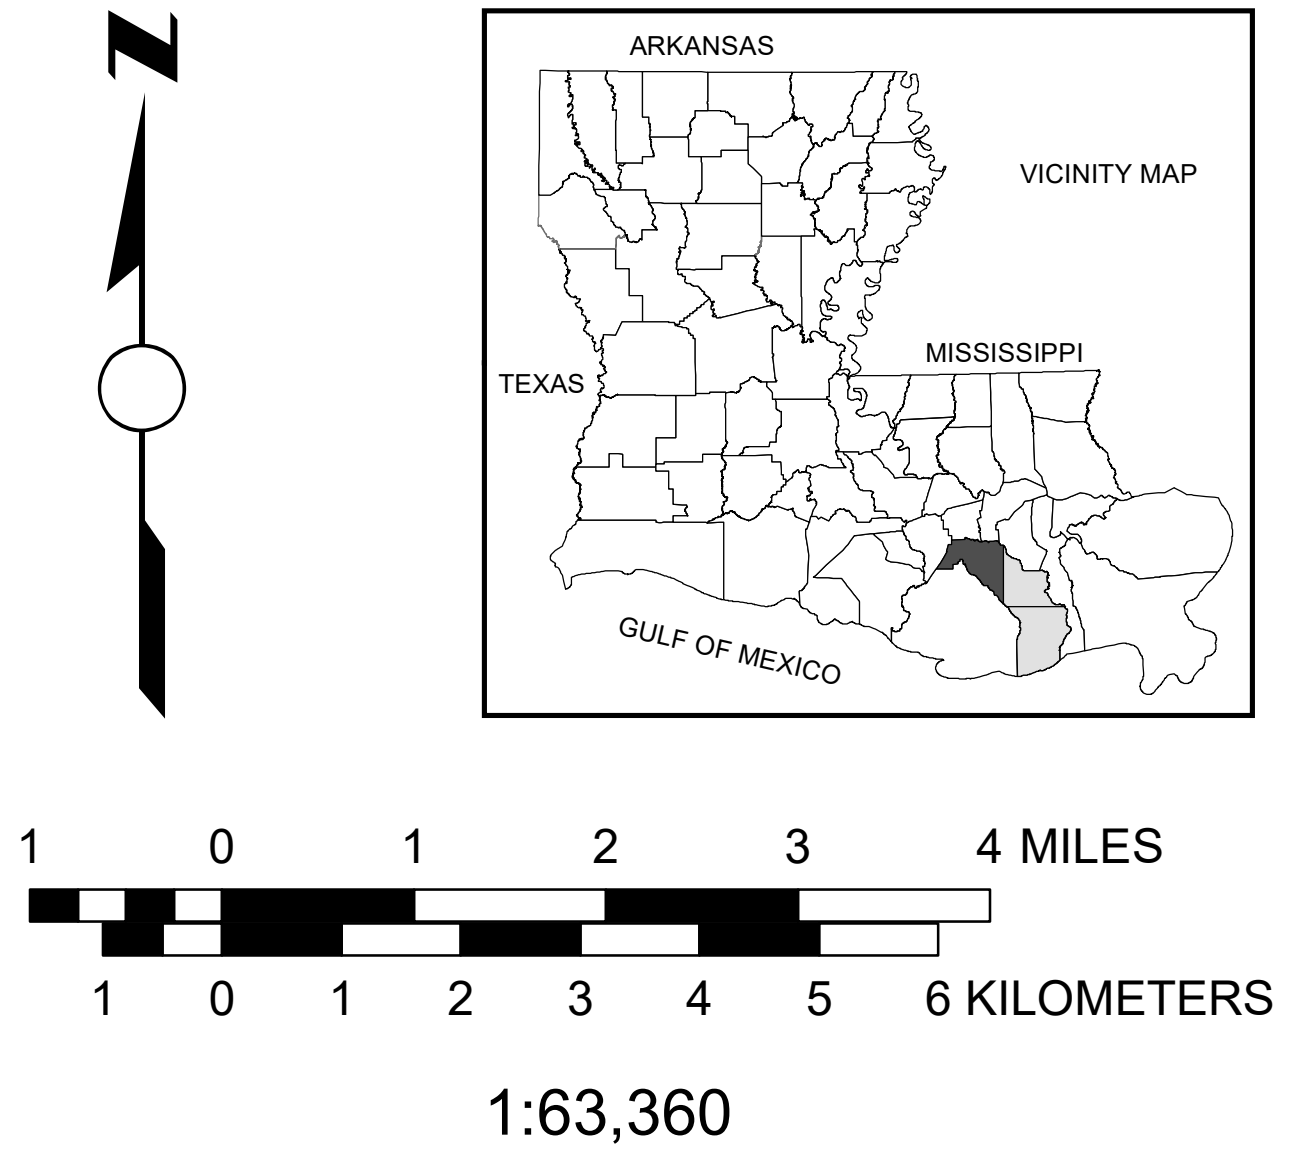 N
ARKANSAS
VICINITY MAP
MISSISSIPPI
TEXAS
GULF OF MEXICO
1 0 1 2 3 4 MILES
1 0 1 2 3 4 5 6 KILOMETERS
1:63,360